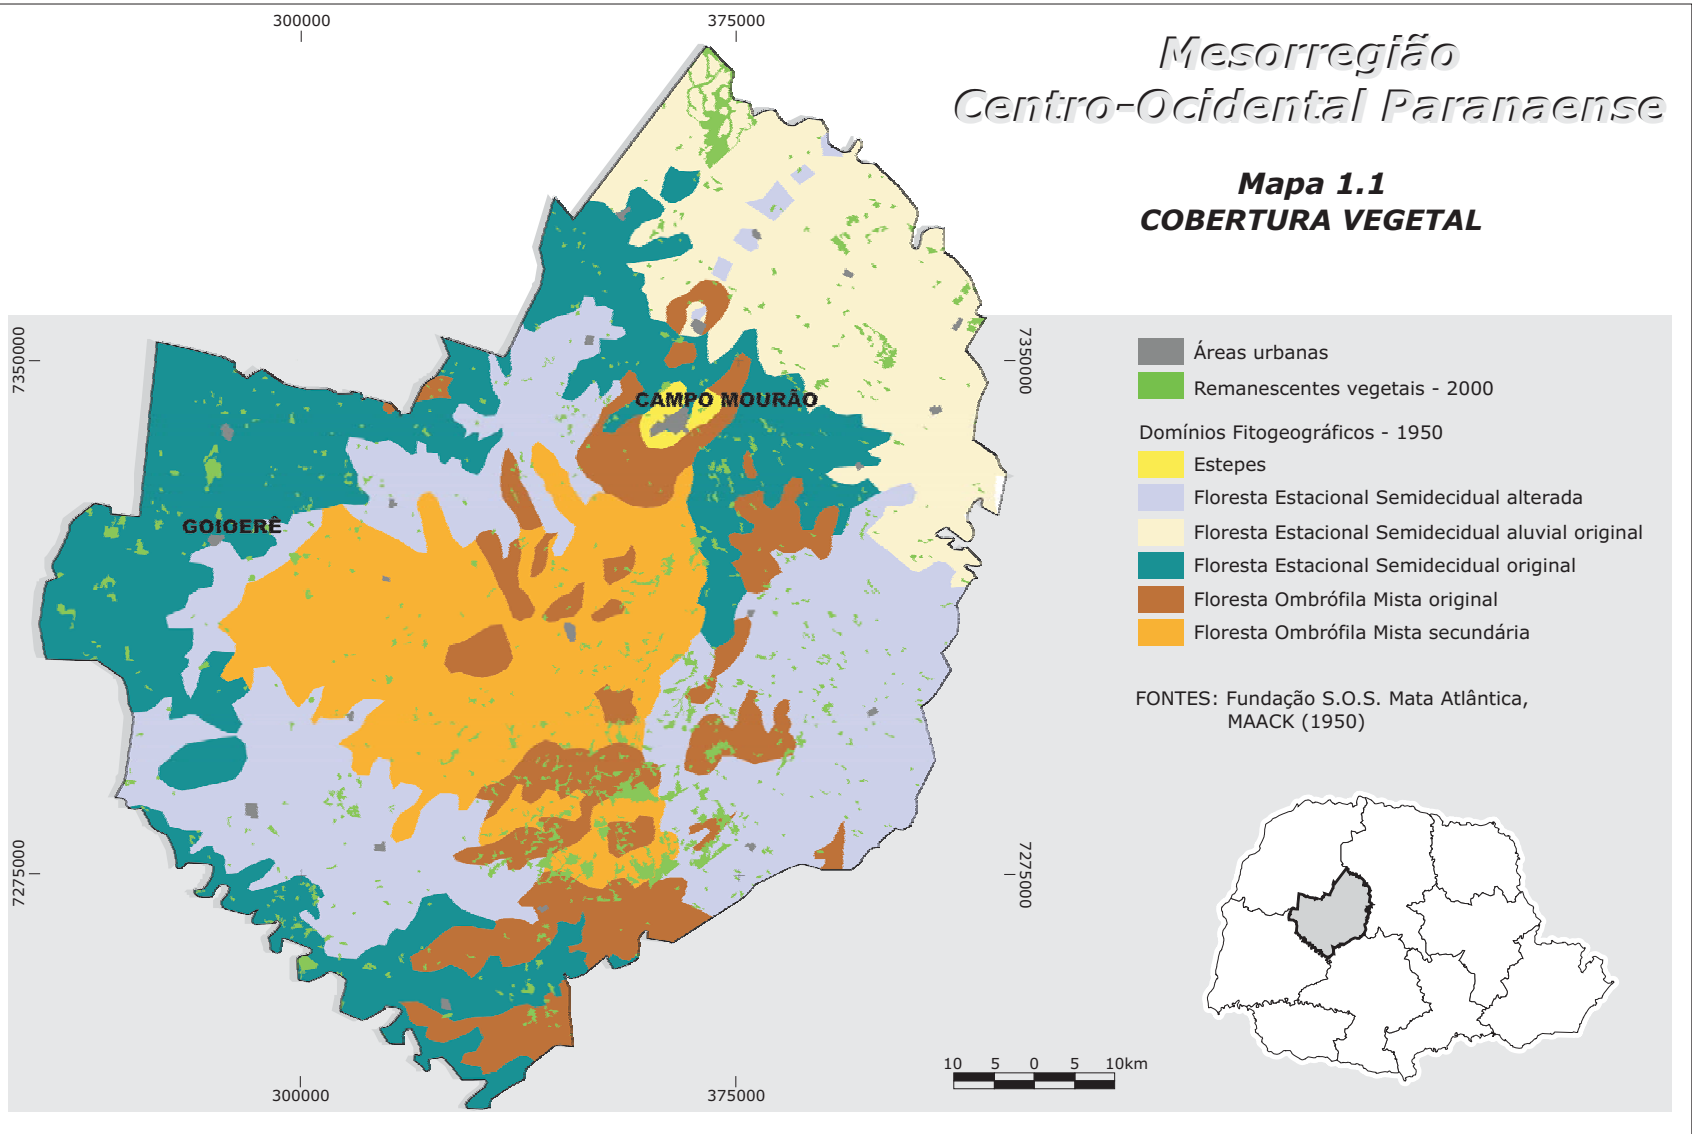 300000
375000
Mesorregião
Centro-Ocidental Paranaense
Mapa 1.1
COBERTURA VEGETAL
7350000
7350000
Áreas urbanas
Remanescentes vegetais - 2000
Domínios Fitogeográficos - 1950
Estepes
Floresta Estacional Semidecidual alterada
Floresta Estacional Semidecidual aluvial original
Floresta Estacional Semidecidual original
Floresta Ombrófila Mista original
Floresta Ombrófila Mista secundária
CAMPO MOURÃO
GOIOERÊ
FONTES: Fundação S.O.S. Mata Atlântica,
MAACK (1950)
7275000
7275000
10 5 0 5 10km
300000
375000